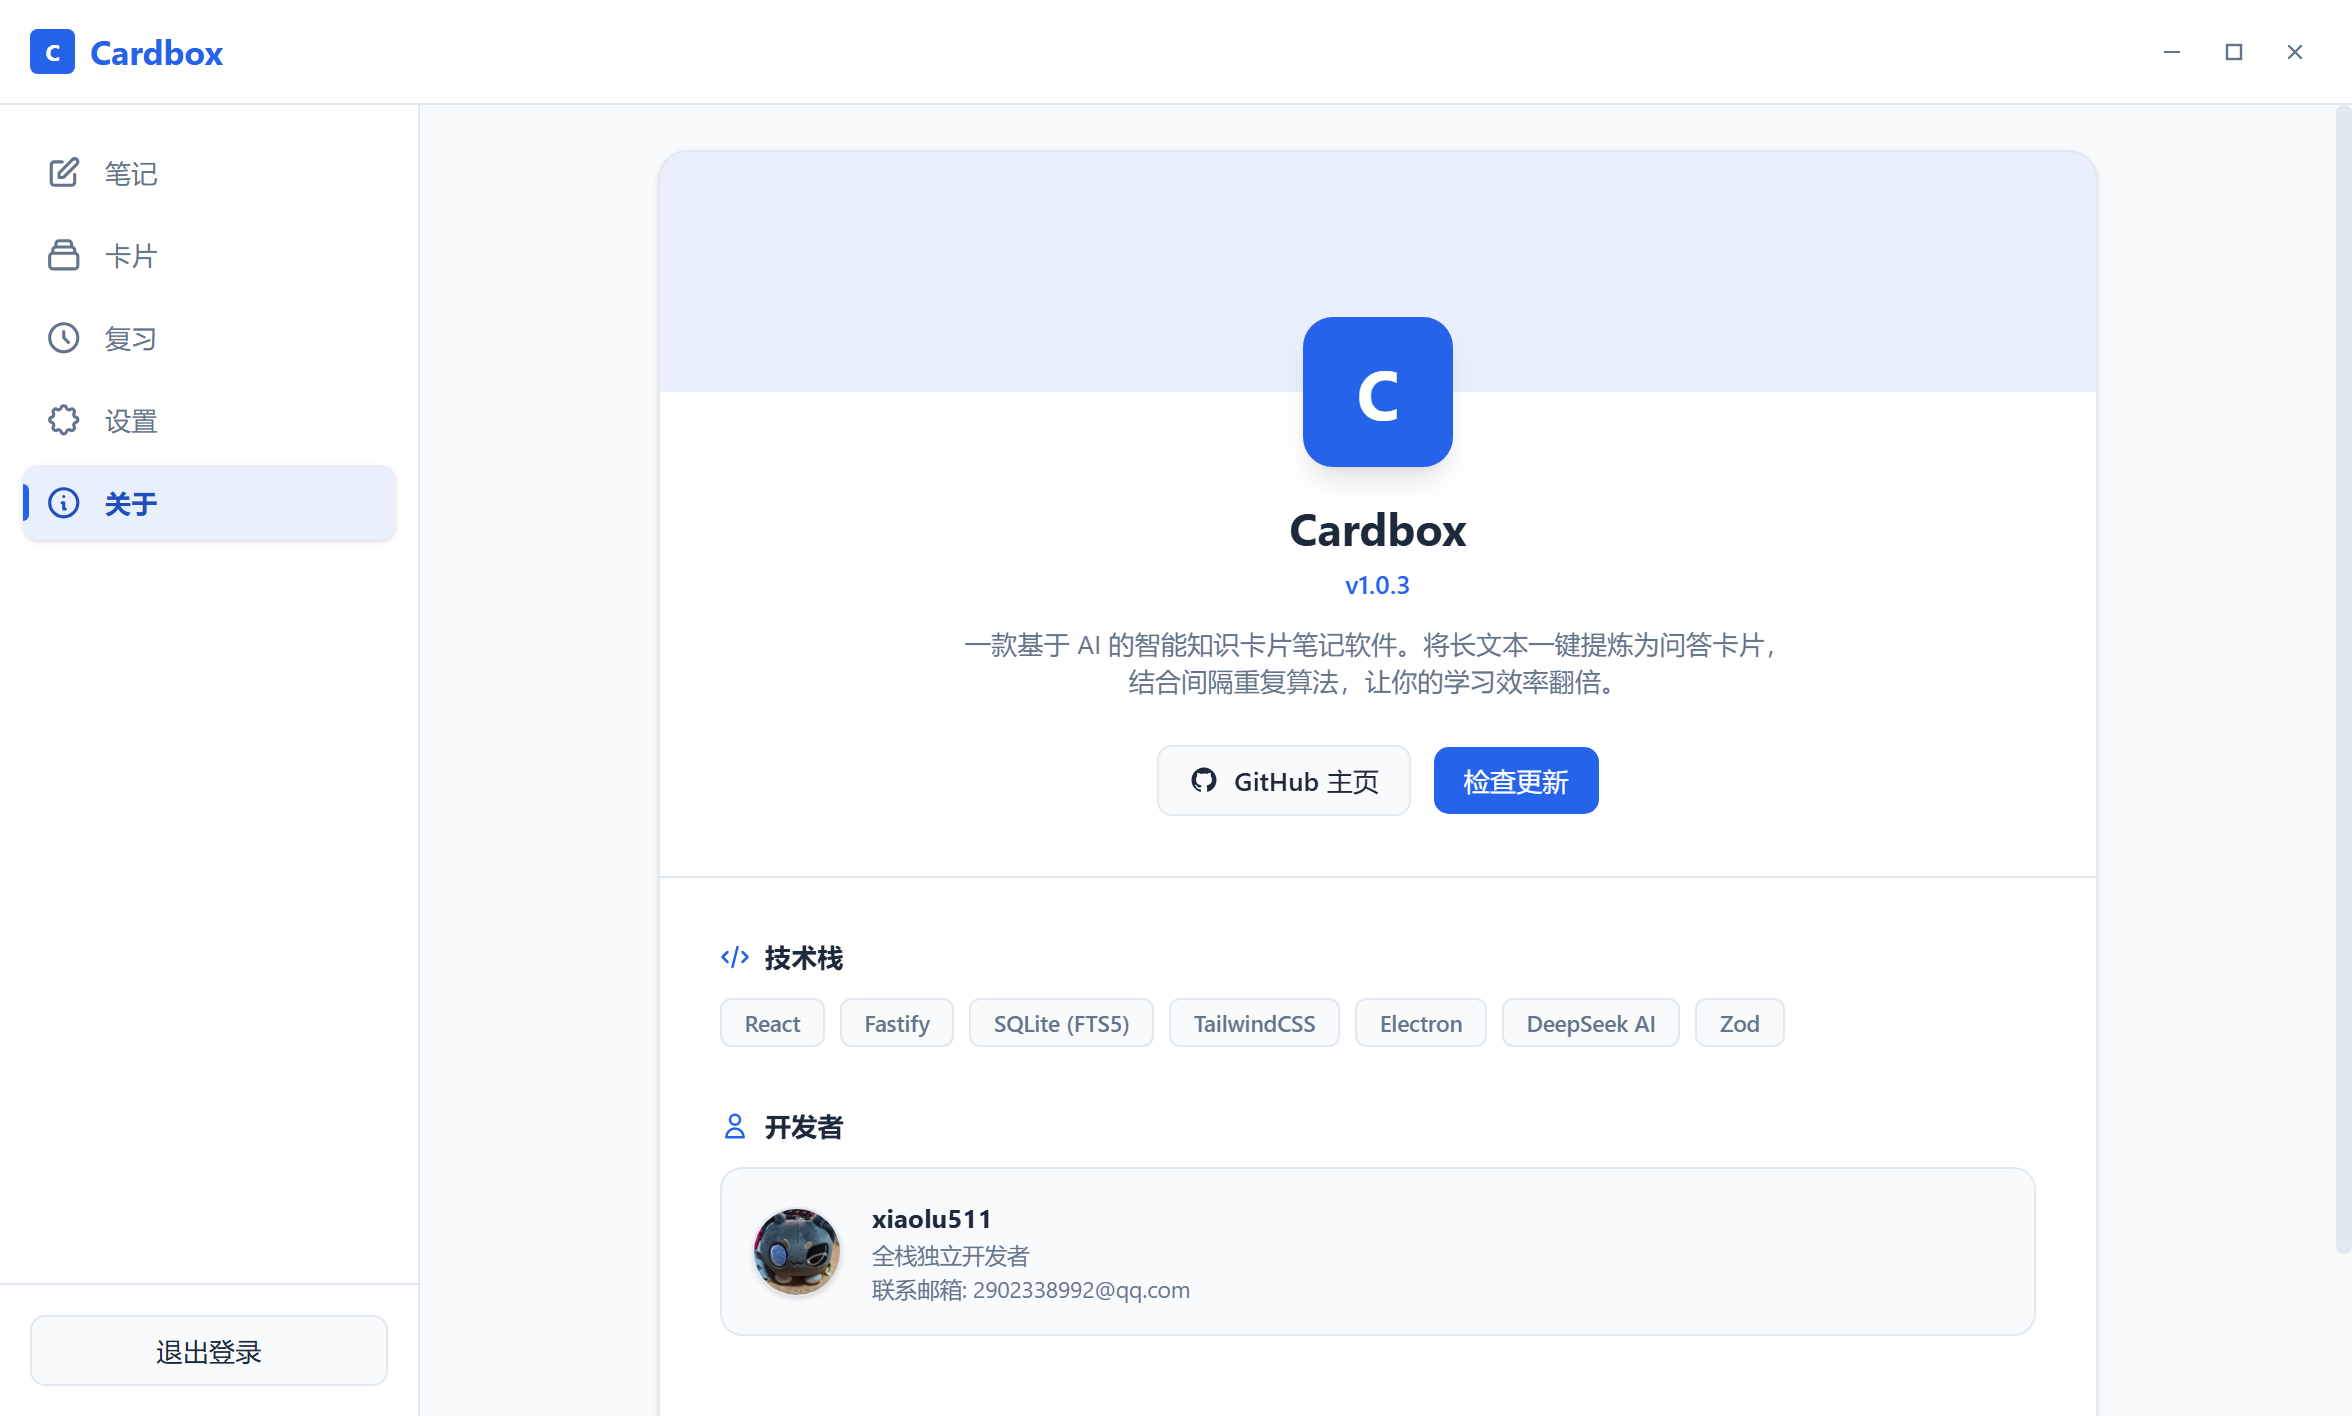 C Cardbox
笔记
卡片
复习
设置
关于
退出登录
C
Cardbox
v1.0.3
一款基于 AI 的智能知识卡片笔记软件。将长文本一键提炼为问答卡片，
结合间隔重复算法，让你的学习效率翻倍。
GitHub 主页 检查更新
技术栈
React Fastify SQLite (FTS5) TailwindCSS Electron DeepSeek AI Zod
开发者
xiaolu511
全栈独立开发者
联系邮箱: 2902338992@qq.com